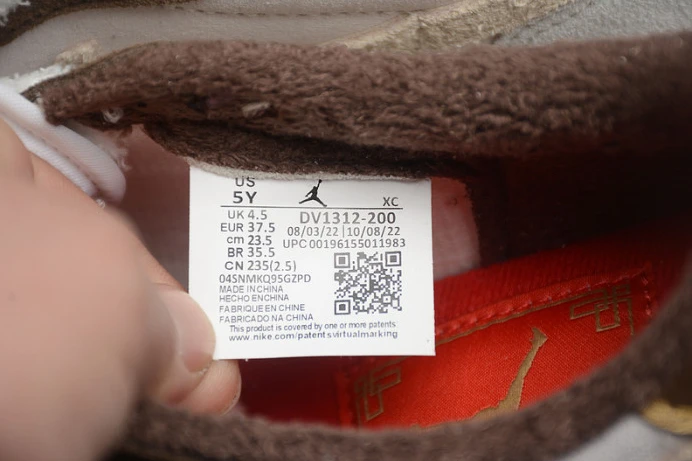 US
5Y
XC
UK 4.5
DV1312-200
EUR 37.5
08/03/22 | 10/08/22
cm 23.5
UPC 00196155011983
BR 35.5
CN 235(2.5)
04SNMKQ95GZPD
MADE IN CHINA
HECHO EN CHINA
FABRIQUE EN CHINE
FABRICADO NA CHINA
This product is covered by one or more patents
www.nike.com/patentsvirtualmarking